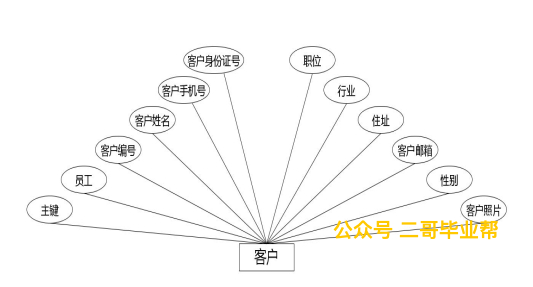 客户身份证号 职位
客户手机号 行业
客户姓名 住址
客户编号 客户邮箱
员工 性别
主键 客户照片
公众号 二哥毕业帮
客户